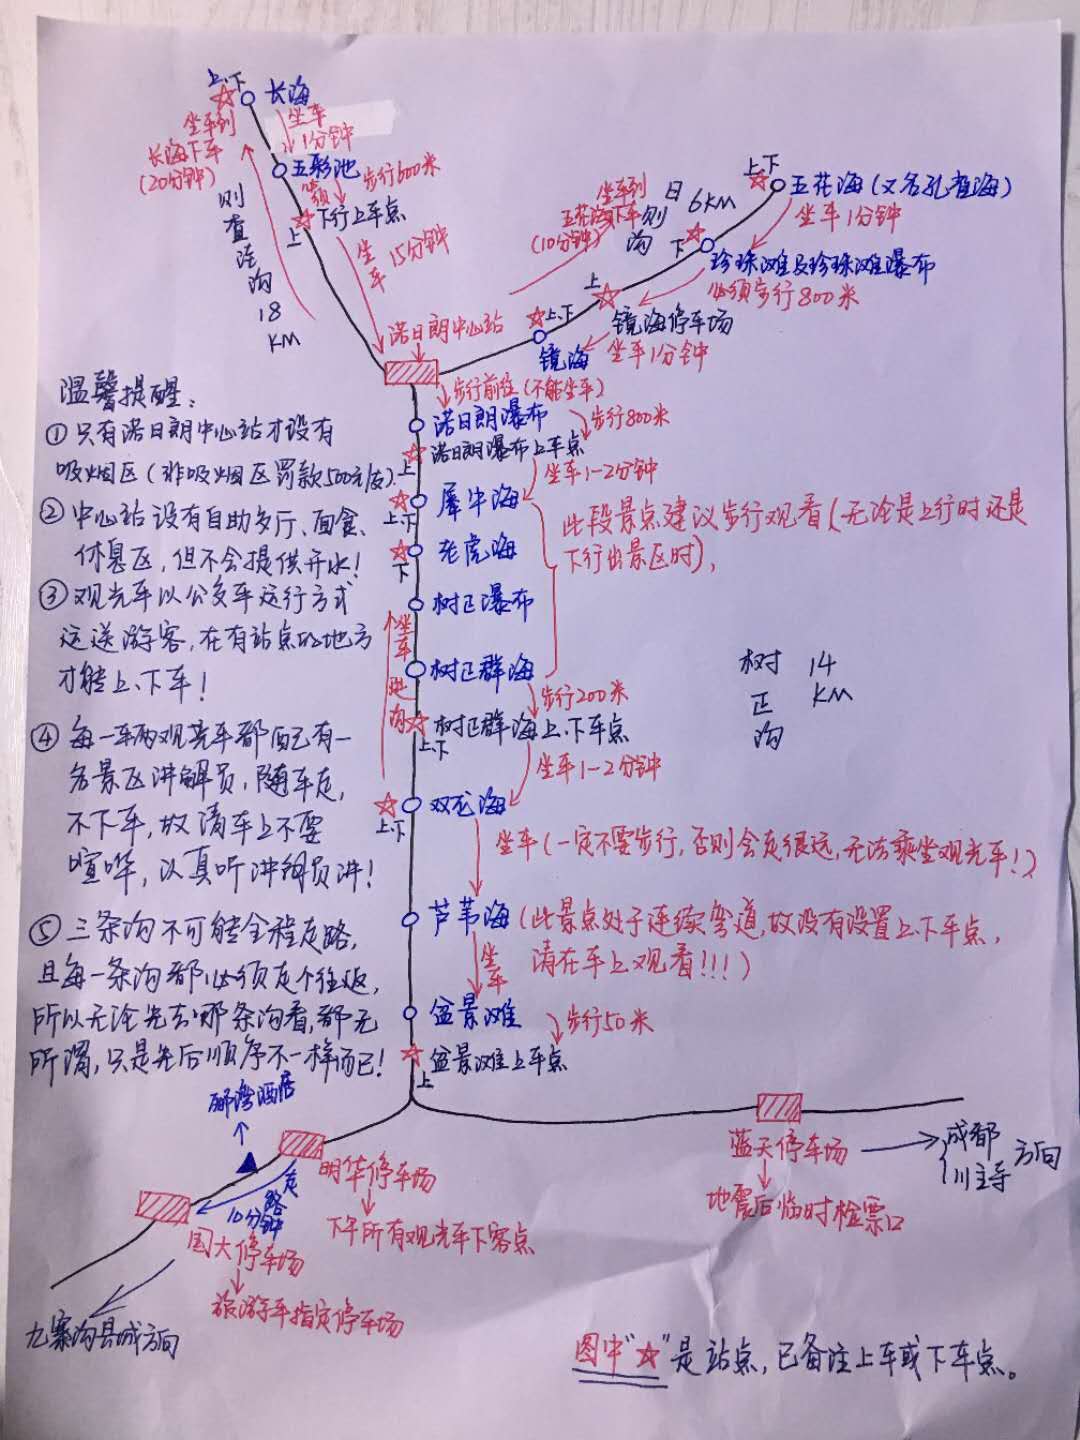 上、下
长海
坐车
1分钟
坐车到
长海下车
(20分钟)
五彩池
步行600米
下行上车点
上
坐车 15分钟
则查洼沟 18 KM
诺日朗中心站
上、下
五花海(又名孔雀海)
坐车1分钟
日则沟 6KM
坐车到
五花海下车
(10分钟)
下
珍珠滩及珍珠滩瀑布
必须步行800米
上
镜海停车场
坐车1分钟
上、下
镜海
步行前往(不能坐车)
诺日朗瀑布
步行800米
诺日朗瀑布上车点
上
坐车1-2分钟
犀牛海
上、下
此段景点建议步行观看(无论是上行时还是
下行出景区时),
老虎海
下
树正瀑布
坐车进沟
树正群海
步行200米
树正群海上、下车点
上、下
坐车1-2分钟
树正沟 14 KM
双龙海
上、下
坐车(一定不要步行,否则会走很远,无法乘坐观光车!)
芦苇海(此景点处于连续弯道,故没有设置上、下车点,
请在车上观看!!!)
坐车
盆景滩
步行50米
盆景滩上车点
上
温馨提醒:
①只有诺日朗中心站才设有
吸烟区(非吸烟区罚款500元/次)
②中心站设有自助多厅、面食、
休息区,但不会提供开水!
③观光车以公交车运行方式
运送游客,在有站点的地方
才能上、下车!
④每一车辆观光车都配有一
名景区讲解员,随车走,
不下车,故请车上不要
喧哗,认真听讲解员讲!
⑤三条沟不可能全程走路,
且每一条沟都必须走个往返,
所以无论先去哪条沟看,都无
所谓,只是先后顺序不一样而已!
丽湾酒店
明华停车场
下午所有观光车下客点
走路
10分钟
国大停车场
旅游车指定停车场
九寨沟县城方向
蓝天停车场
地震后临时检票口
成都
川主寺
方向
图中"☆"是站点,已备注上车或下车点。